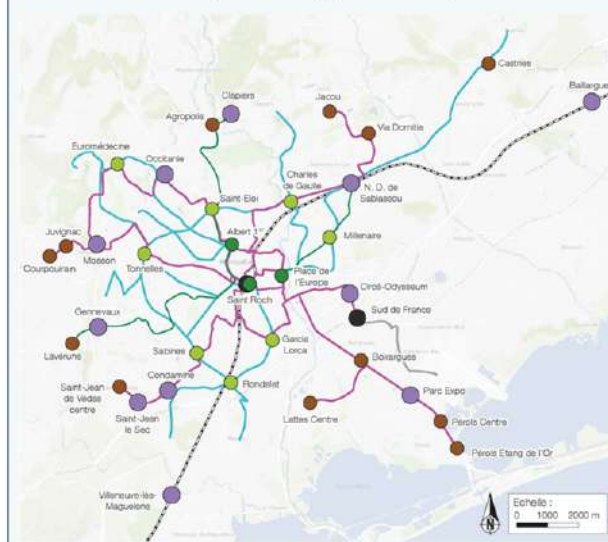 Castries
Baillargues
Clapiers
Jacou
Agropolis
Via Domitia
Euromédecine
Occitanie
Charles
de Gaulle
N. D. de
Sablassou
Saint-Eloi
Albert 1er
Millenaire
Juvignac
Mosson
Courpouiran
Tonnelles
Place de
l'Europe
Circé-Odysseum
Saint Roch
Sud de France
Gennevaux
Lavérune
Garcia
Lorca
Sabines
Boirargues
Saint-Jean
de Védas
centre
Condamine
Rondelet
Saint-Jean
le Sec
Lattes Centre
Parc Expo
Pérols Centre
Pérols Etang de l'Or
Villeneuve-lès-
Maguelone
N
Echelle :
0 1000 2000 m